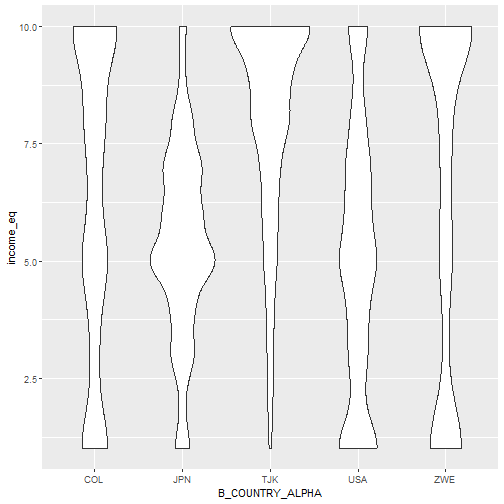 10.0
7.5
5.0
2.5
income_eq
COL JPN TJK USA ZWE
B_COUNTRY_ALPHA